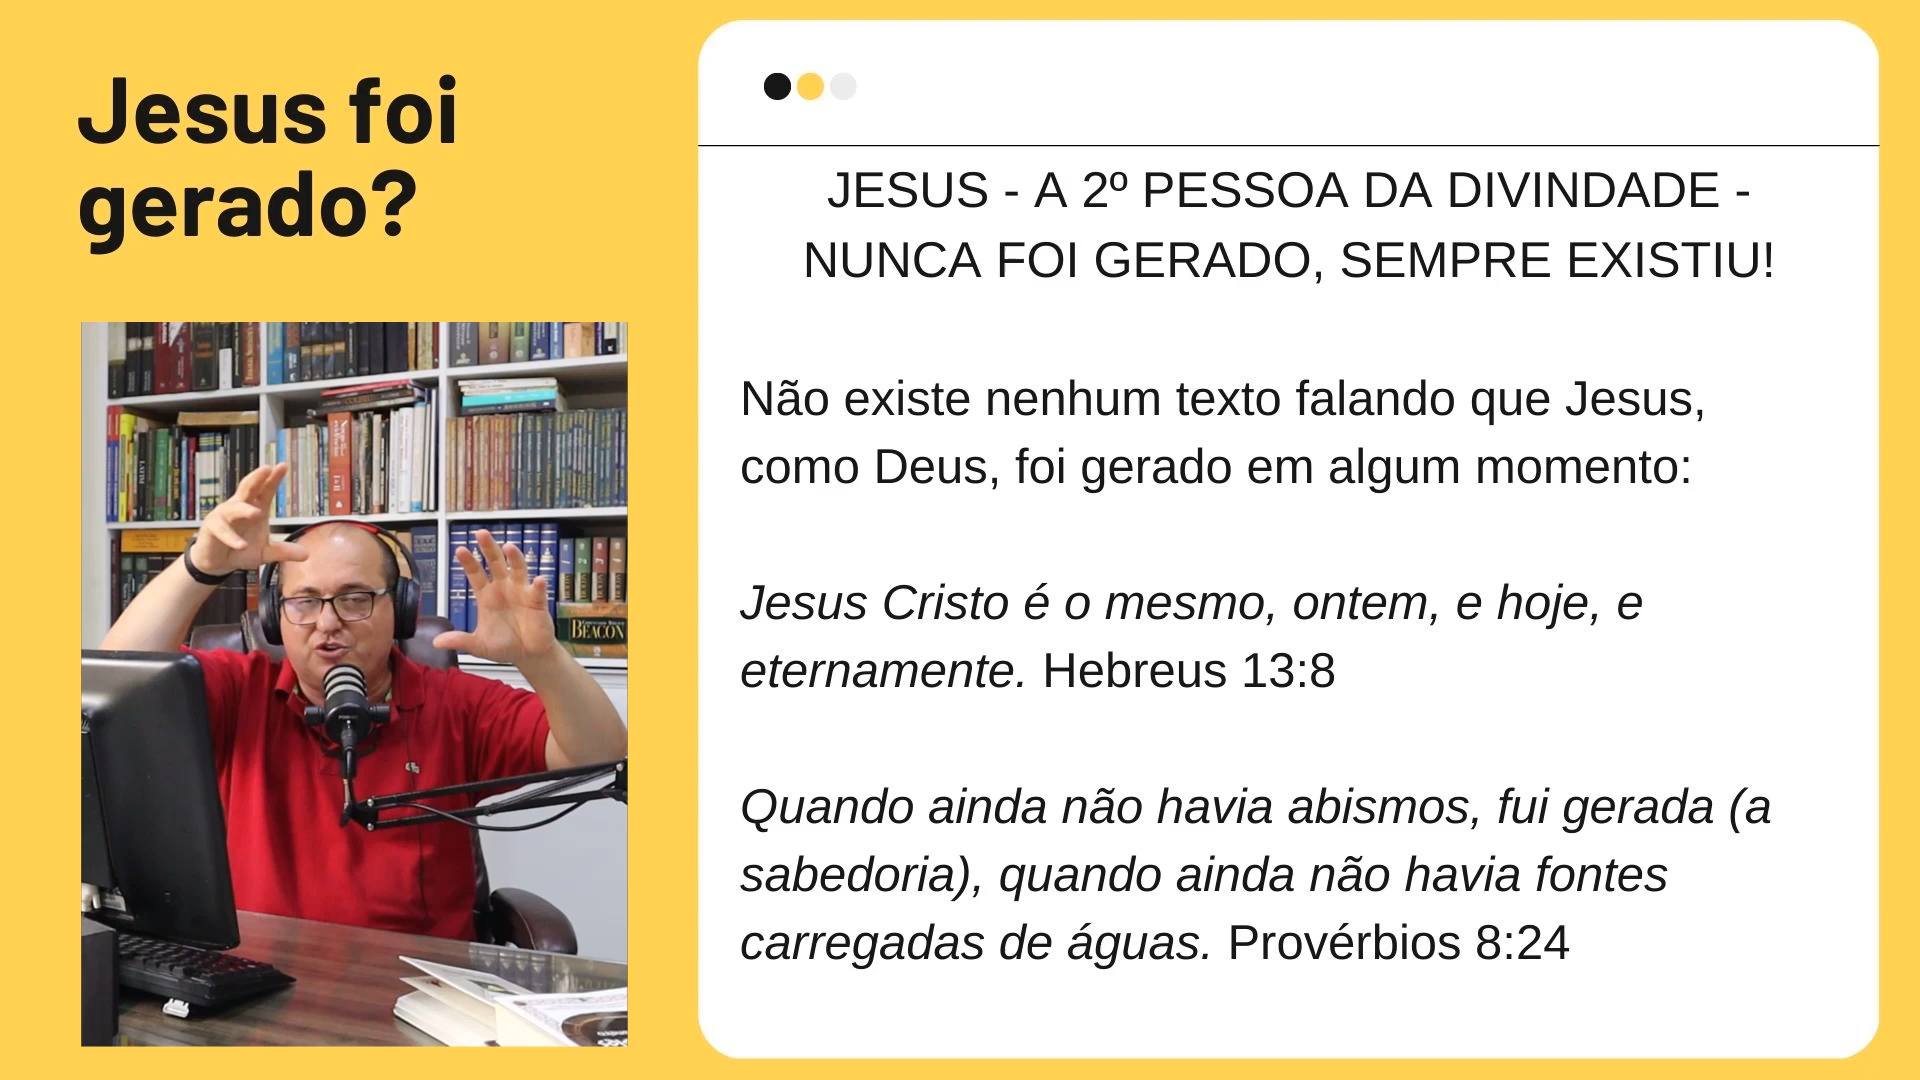 Jesus foi
gerado?
JESUS - A 2º PESSOA DA DIVINDADE -
NUNCA FOI GERADO, SEMPRE EXISTIU!
Não existe nenhum texto falando que Jesus,
como Deus, foi gerado em algum momento:
Jesus Cristo é o mesmo, ontem, e hoje, e
eternamente. Hebreus 13:8
Quando ainda não havia abismos, fui gerada (a
sabedoria), quando ainda não havia fontes
carregadas de águas. Provérbios 8:24
BEACON